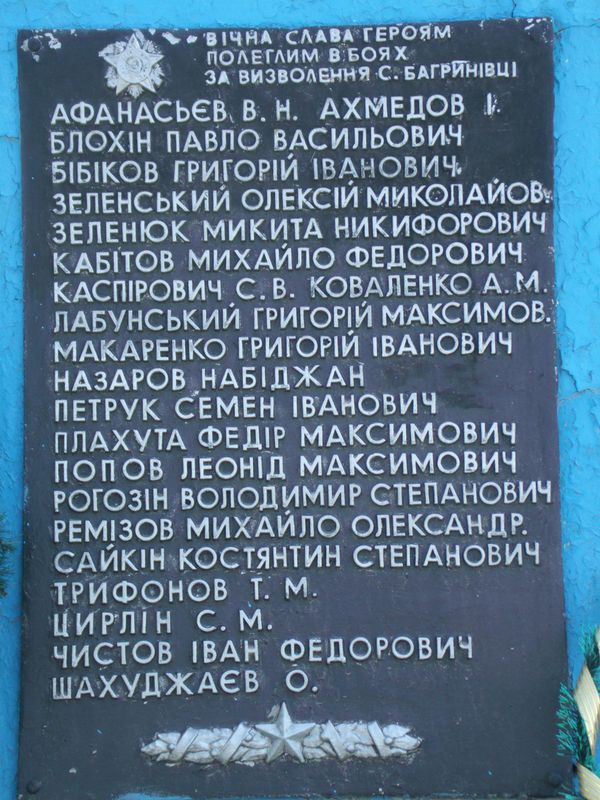 ВІЧНА СЛАВА ГЕРОЯМ
ПОЛЕГЛИМ В БОЯХ
ЗА ВИЗВОЛЕННЯ С. БАГРИНІВЦІ
АФАНАСЬЄВ В. Н. АХМЕДОВ І.
БЛОХІН ПАВЛО ВАСИЛЬОВИЧ
БІБІКОВ ГРИГОРІЙ ІВАНОВИЧ.
ЗЕЛЕНСЬКИЙ ОЛЕКСІЙ МИКОЛАЙОВ.
ЗЕЛЕНЮК МИКИТА НИКИФОРОВИЧ
КАБІТОВ МИХАЙЛО ФЕДОРОВИЧ
КАСПІРОВИЧ С. В. КОВАЛЕНКО А. М.
ЛАБУНСЬКИЙ ГРИГОРІЙ МАКСИМОВ.
МАКАРЕНКО ГРИГОРІЙ ІВАНОВИЧ
НАЗАРОВ НАБІДЖАН
ПЕТРУК СЕМЕН ІВАНОВИЧ
ПЛАХУТА ФЕДІР МАКСИМОВИЧ
ПОПОВ ЛЕОНІД МАКСИМОВИЧ
РОГОЗІН ВОЛОДИМИР СТЕПАНОВИЧ
РЕМІЗОВ МИХАЙЛО ОЛЕКСАНДР.
САЙКІН КОСТЯНТИН СТЕПАНОВИЧ
ТРИФОНОВ Т. М.
ЦИРЛІН С. М.
ЧИСТОВ ІВАН ФЕДОРОВИЧ
ШАХУДЖАЄВ О.